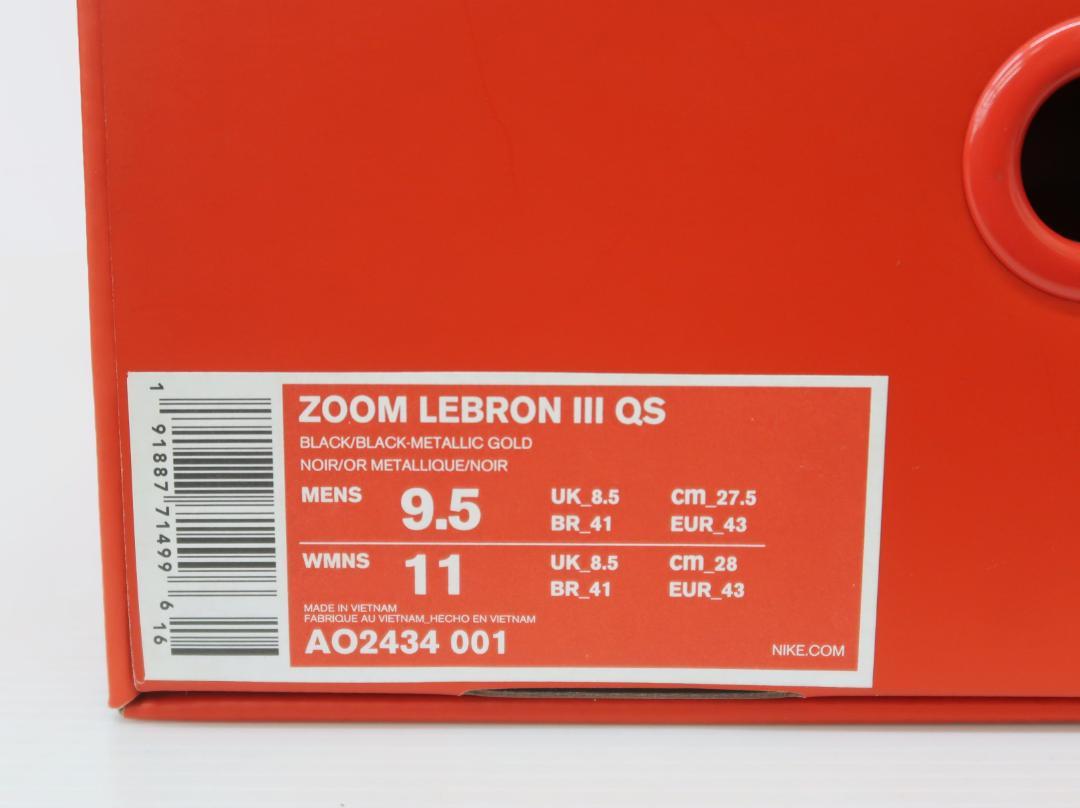 1 91887 71499 6 16
ZOOM LEBRON III QS
BLACK/BLACK-METALLIC GOLD
NOIR/OR METALLIQUE/NOIR
MENS 9.5 UK_8.5 cm_27.5
BR_41 EUR_43
WMNS 11 UK_8.5 cm_28
BR_41 EUR_43
MADE IN VIETNAM
FABRIQUE AU VIETNAM_HECHO EN VIETNAM
AO2434 001
NIKE.COM